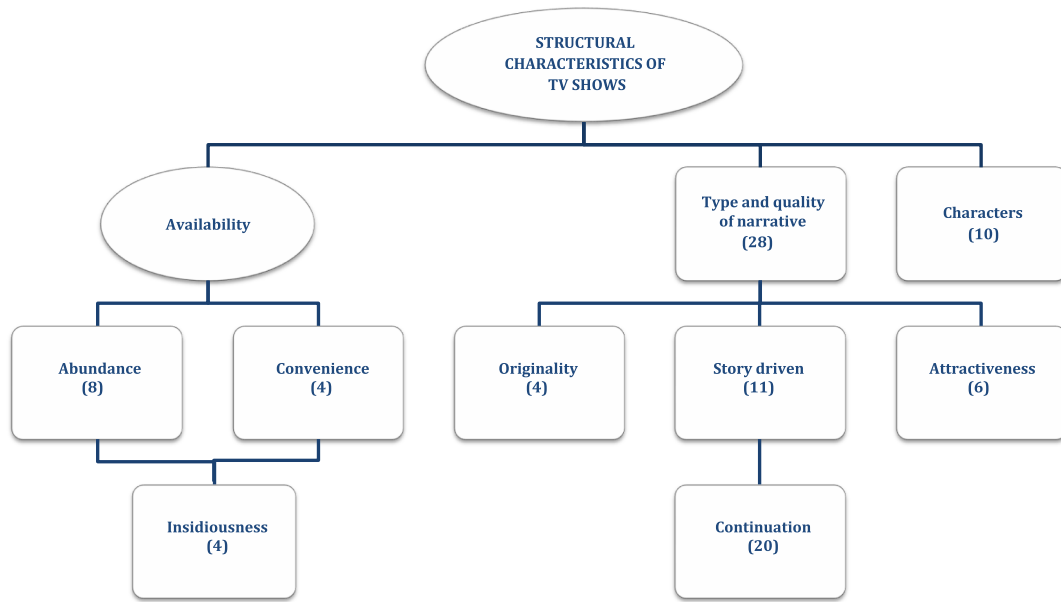 STRUCTURAL
CHARACTERISTICS OF
TV SHOWS
Availability
Type and quality
of narrative
(28)
Characters
(10)
Abundance
(8)
Convenience
(4)
Originality
(4)
Story driven
(11)
Attractiveness
(6)
Insidiousness
(4)
Continuation
(20)